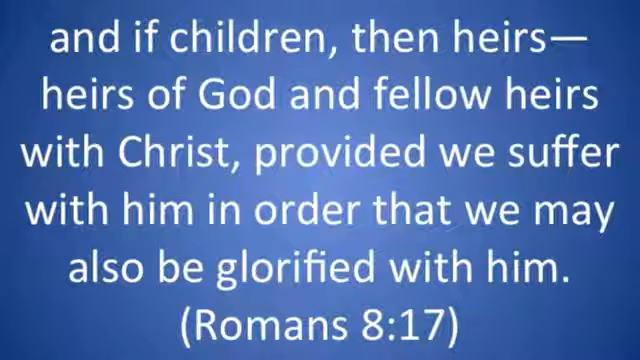 and if children, then heirs—
heirs of God and fellow heirs
with Christ, provided we suffer
with him in order that we may
also be glorified with him.
(Romans 8:17)